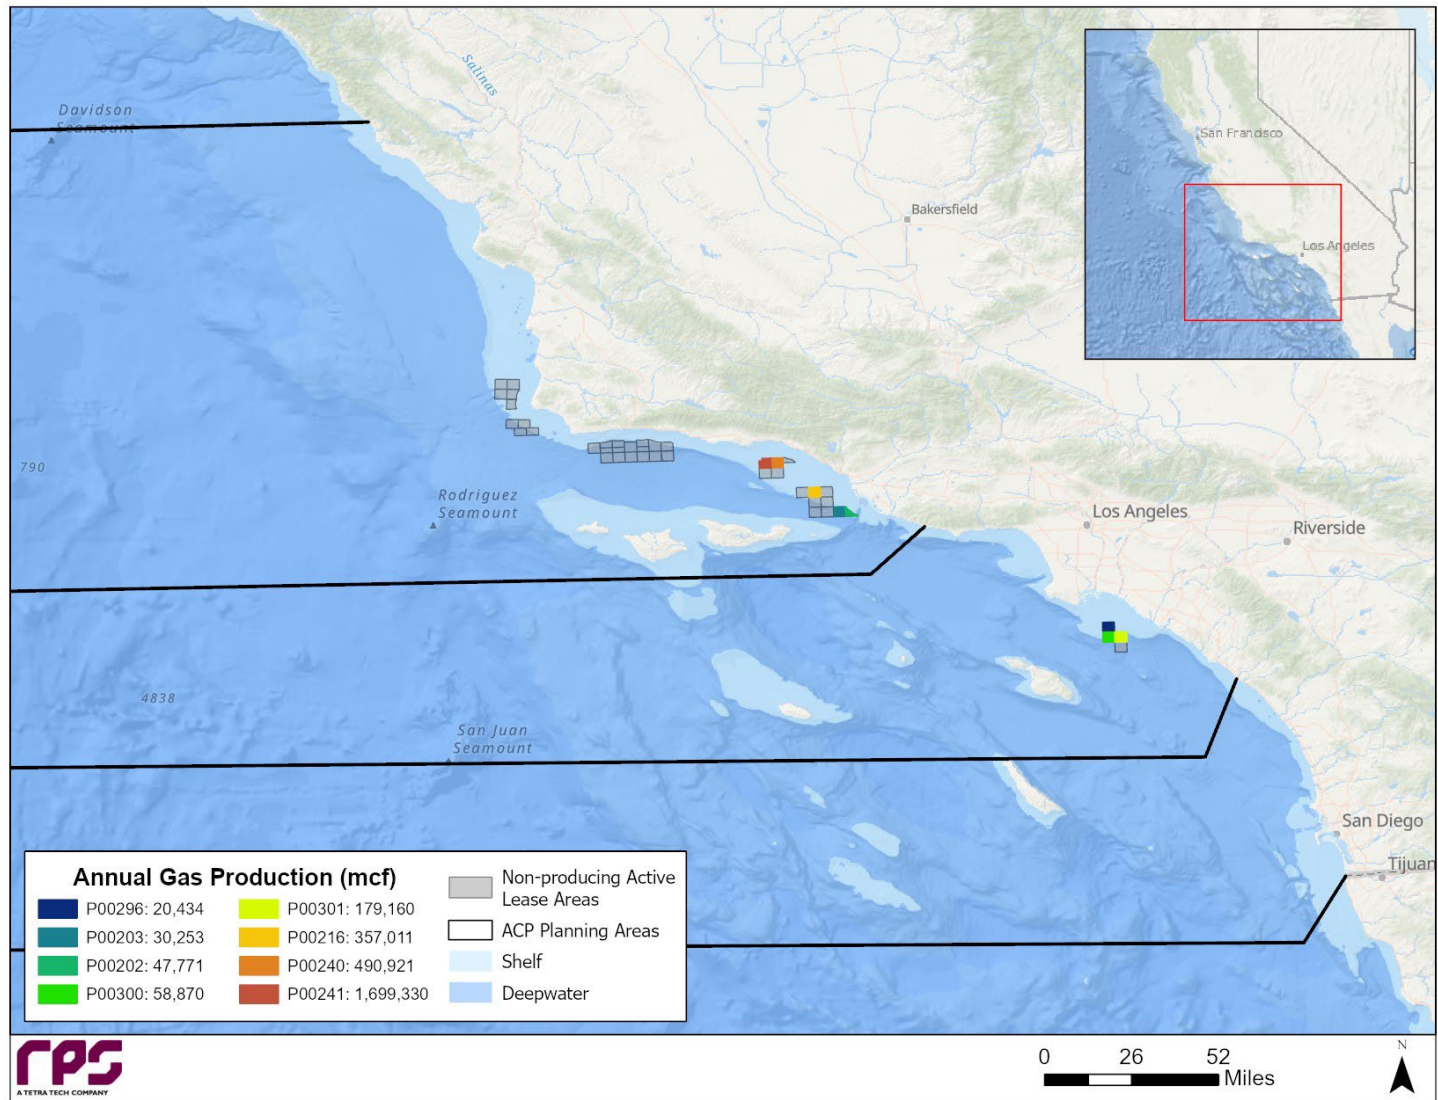 Salinas
Davidson
Seamount
San Francisco
Los Angeles
Bakersfield
790
Rodriguez
Seamount
Los Angeles
Riverside
4838
San Juan
Seamount
San Diego
Tijuan
Annual Gas Production (mcf)
P00296: 20,434
P00203: 30,253
P00202: 47,771
P00300: 58,870
P00301: 179,160
P00216: 357,011
P00240: 490,921
P00241: 1,699,330
Non-producing Active
Lease Areas
ACP Planning Areas
Shelf
Deepwater
rps
A TETRA TECH COMPANY
0 26 52
Miles
N